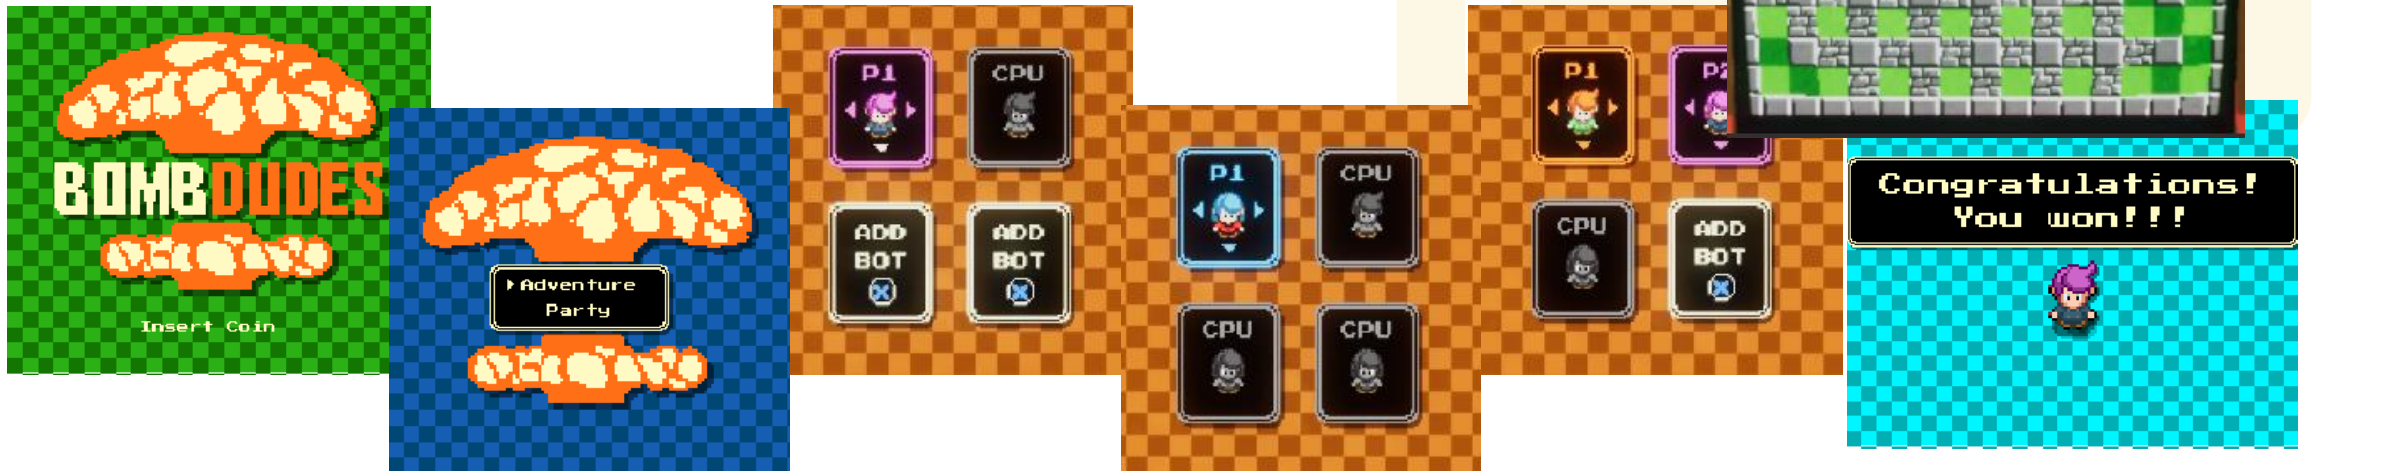 BOMBDUDES
Insert Coin
Adventure
Party
P1
CPU
ADD
BOT
ADD
BOT
P1
CPU
CPU
CPU
P1
P2
CPU
ADD
BOT
Congratulations!
You won!!!